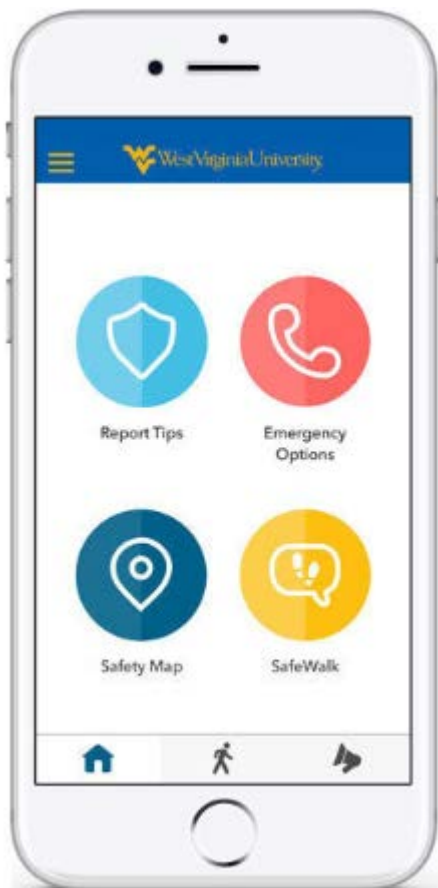 WestVirginiaUniversity
Report Tips
Emergency
Options
Safety Map
SafeWalk